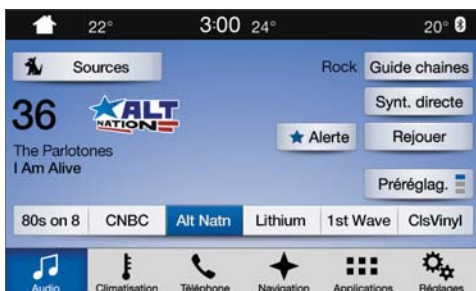 22° 3:00 24° 20°
Sources Rock Guide chaines
36 ALT NATION Synt. directe
Alerte Rejouer
The Parlotones
I Am Alive
Préréglag.
80s on 8 CNBC Alt Natn Lithium 1st Wave ClsVinyl
Audio Climatisation Téléphone Navigation Applications Réglages